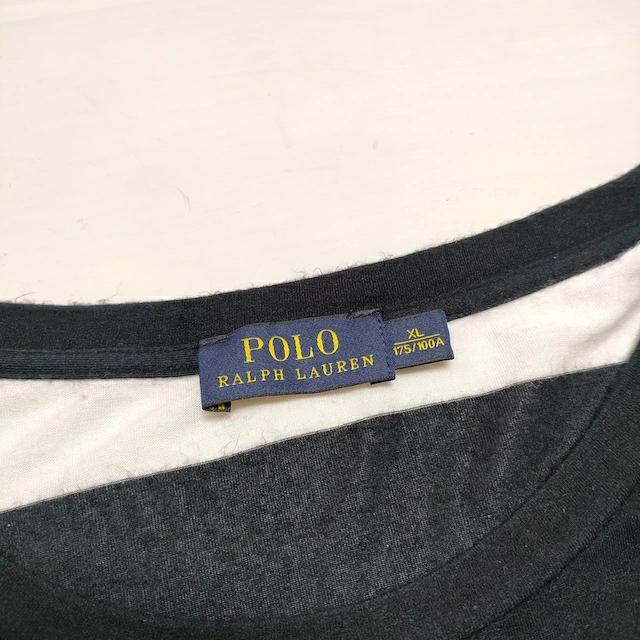 POLO
RALPH LAUREN
XL
175/100A